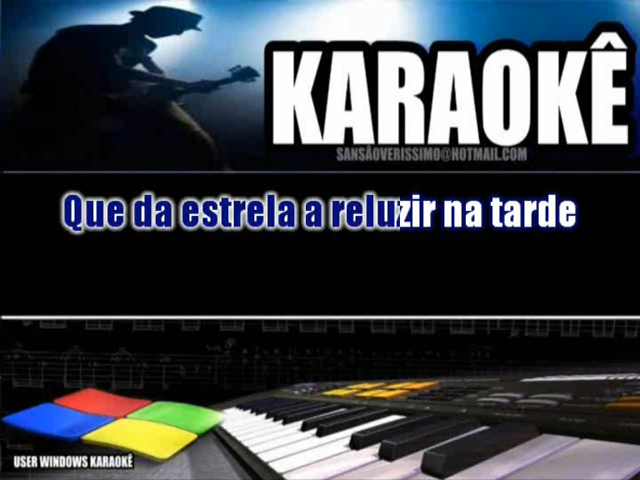 KARAOKÊ
SANSÃOVERISSIMO@HOTMAIL.COM
Que da estrela a reluzir na tarde
USER WINDOWS KARAOKÊ